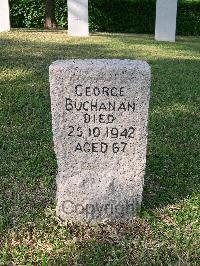 GEORGE
BUCHANAN
DIED
25 10 1942
AGED 67
Copyright